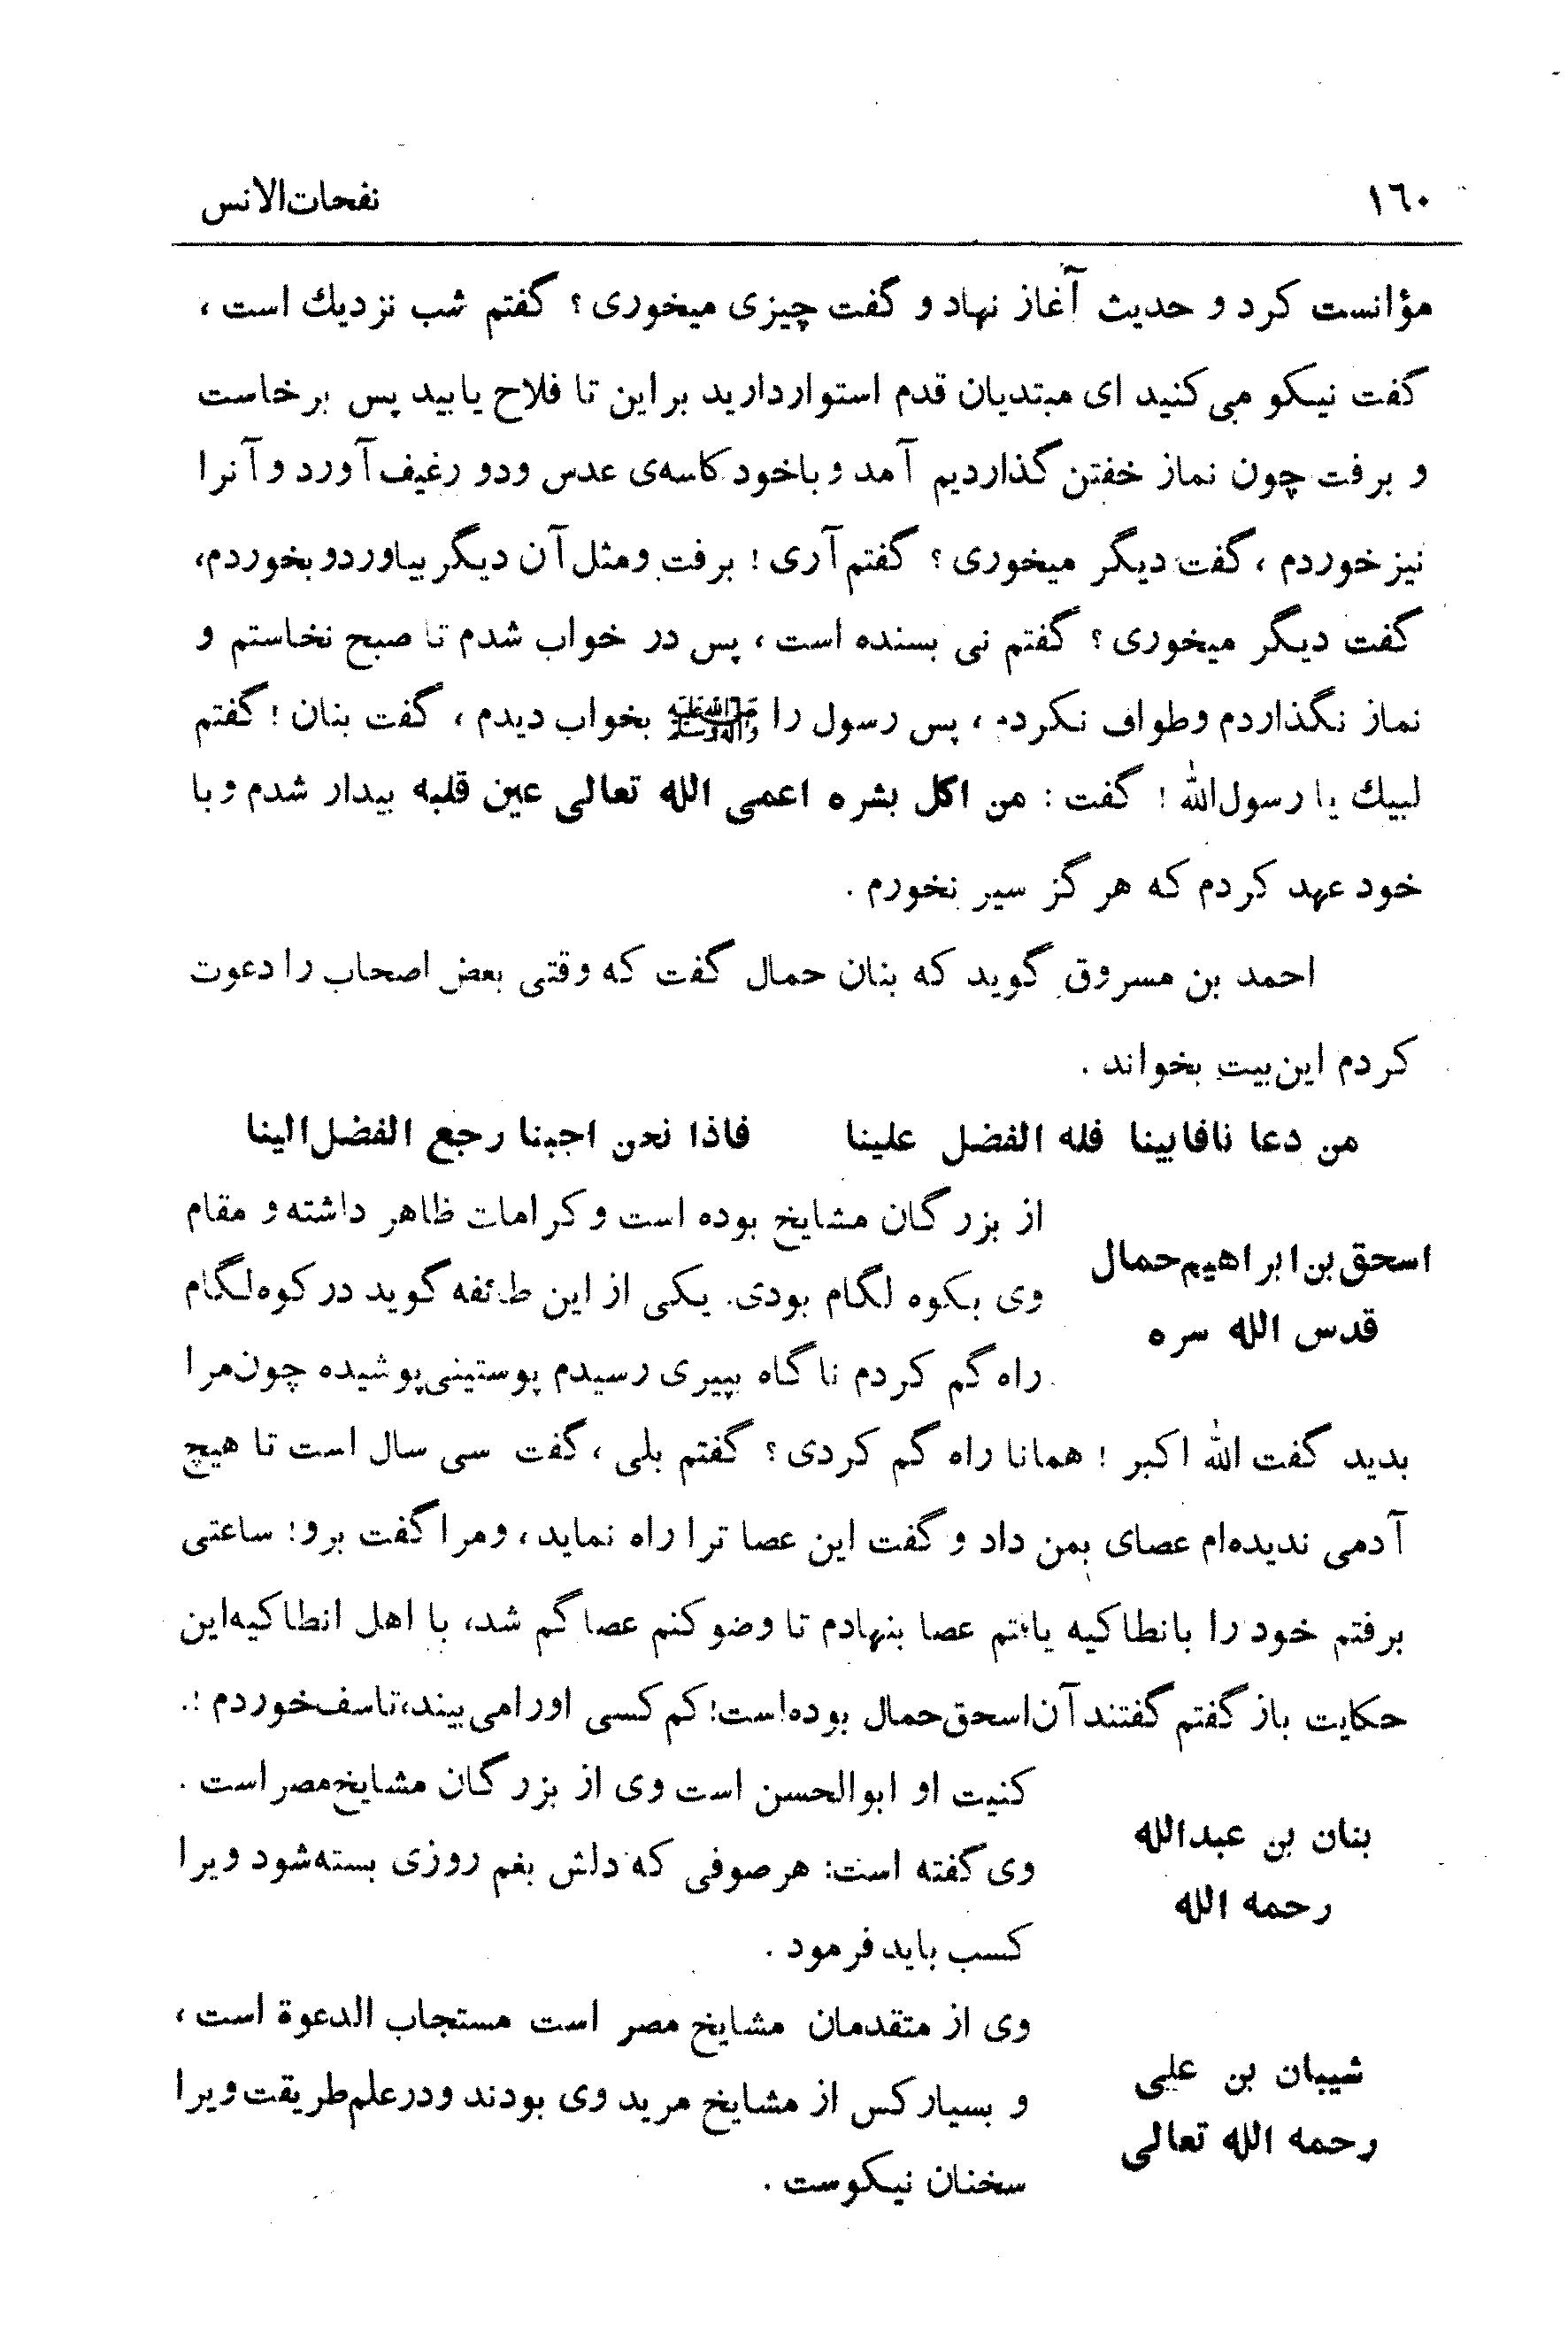 ١٦٠ نفحات‌الانس
مؤانست کرد و حدیث آغاز نهاد و گفت چیزی میخوری؟ گفتم شب نزدیك است ،
گفت نیکو می‌کنید ای مبتدیان قدم استواردارید براین تا فلاح یابید پس برخاست
و برفت چون نماز خفتن گذاردیم آمد و باخود کاسه‌ی عدس ودو رغیف آورد و آنرا
نیز خوردم ، گفت دیگر میخوری؟ گفتم آری ! برفت ومثل آن دیگر بیاوردو بخوردم،
گفت دیگر میخوری؟ گفتم نی بسنده است ، پس در خواب شدم تا صبح نخاستم و
نماز نگذاردم وطواف نکردم ، پس رسول را صلی الله علیه وآله وسلم بخواب دیدم ، گفت بنان ! گفتم
لبیك یا رسول‌الله ! گفت : من اکل بشره اعمی الله تعالی عین قلبه بیدار شدم و با
خود عهد کردم که هرگز سیر نخورم .
احمد بن مسروق گوید که بنان حمال گفت که وقتی بعض اصحاب را دعوت
کردم این‌بیت بخواند .
من دعا نافابینا فله الفضل علینا فاذا نحن اجبنا رجع الفضل‌الینا
اسحق‌بن‌ابراهیم‌حمال
قدس الله سره
از بزرگان مشایخ بوده است و کرامات ظاهر داشته و مقام
وی بکوه لگام بودی. یکی از این طائفه گوید در کوه‌لگام
راه گم کردم ناگاه بپیری رسیدم پوستینی‌پوشیده چون‌مرا
بدید گفت الله اکبر ! همانا راه گم کردی؟ گفتم بلی ، گفت سی سال است تا هیچ
آدمی ندیده‌ام عصای بمن داد و گفت این عصا ترا راه نماید ، ومرا گفت برو! ساعتی
برفتم خود را بانطاکیه یافتم عصا بنهادم تا وضو کنم عصا گم شد، با اهل انطاکیه‌این
حکایت باز گفتم گفتند آن‌اسحق‌حمال بوده‌است! کم کسی اورامی‌بیند،تاسف‌خوردم !.
بنان بن عبدالله
رحمه الله
کنیت او ابوالحسن است وی از بزرگان مشایخ‌مصر است .
وی گفته است: هرصوفی که دلش بغم روزی بسته‌شود ویرا
کسب باید فرمود .
شیبان بن علی
رحمه الله تعالی
وی از متقدمان مشایخ مصر است مستجاب الدعوة است ،
و بسیار کس از مشایخ مرید وی بودند ودرعلم‌طریقت ویرا
سخنان نیکوست .